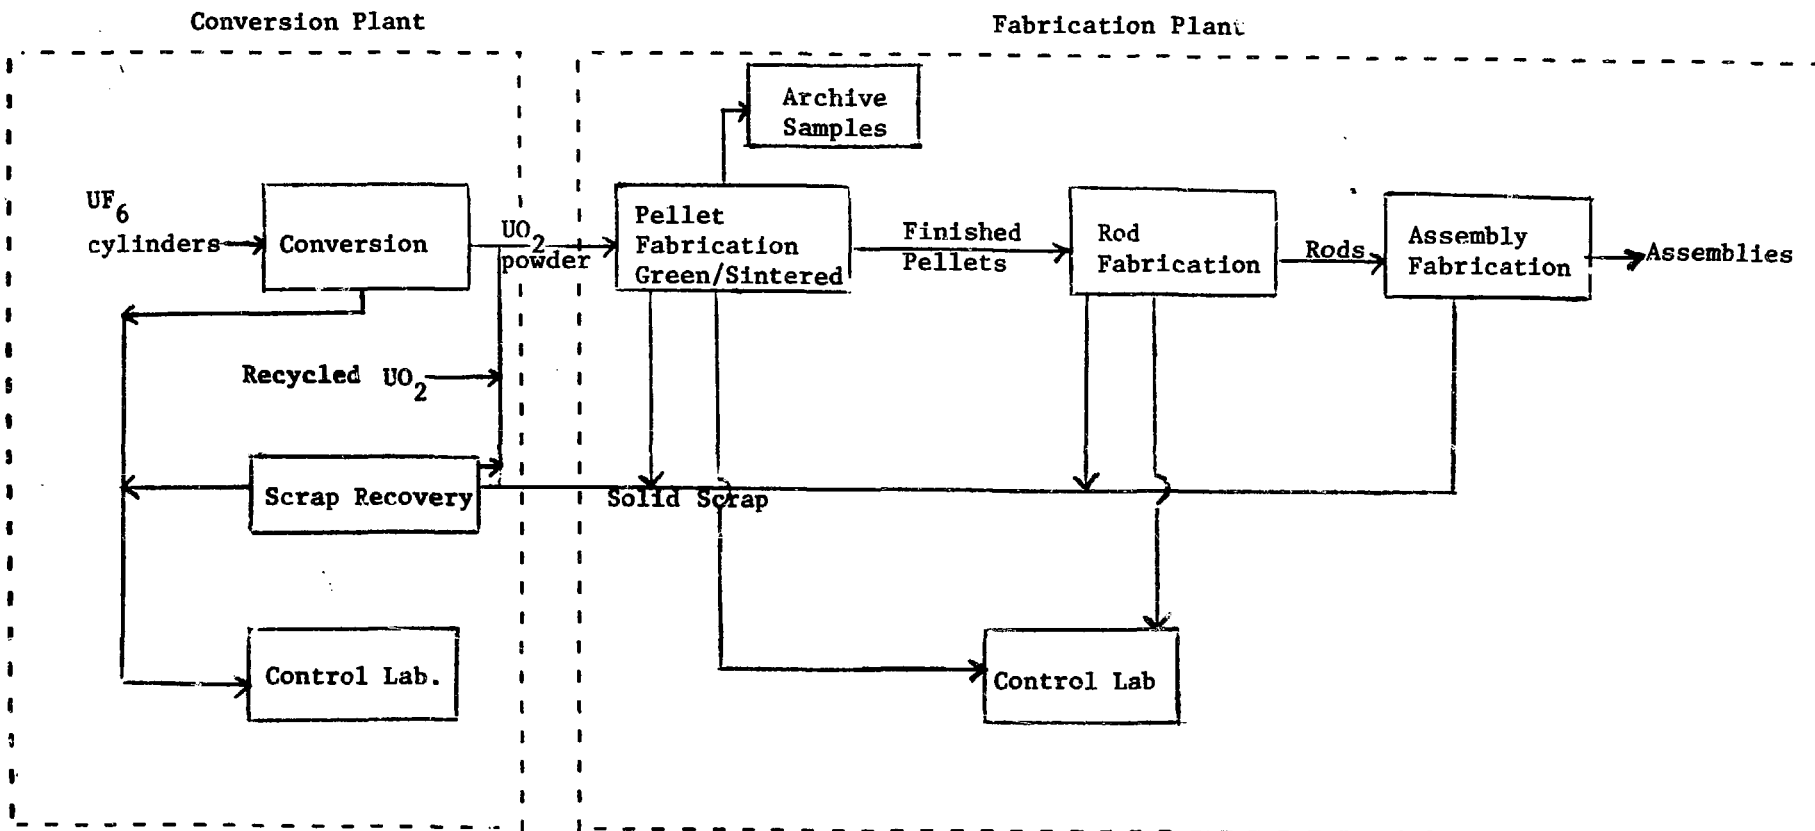 Conversion Plant
Fabrication Plant
Archive
Samples
UF6
cylinders
Conversion
UO2
powder
Pellet
Fabrication
Green/Sintered
Finished
Pellets
Rod
Fabrication
Rods
Assembly
Fabrication
Assemblies
Recycled UO2
Scrap Recovery
Solid Scrap
Control Lab.
Control Lab